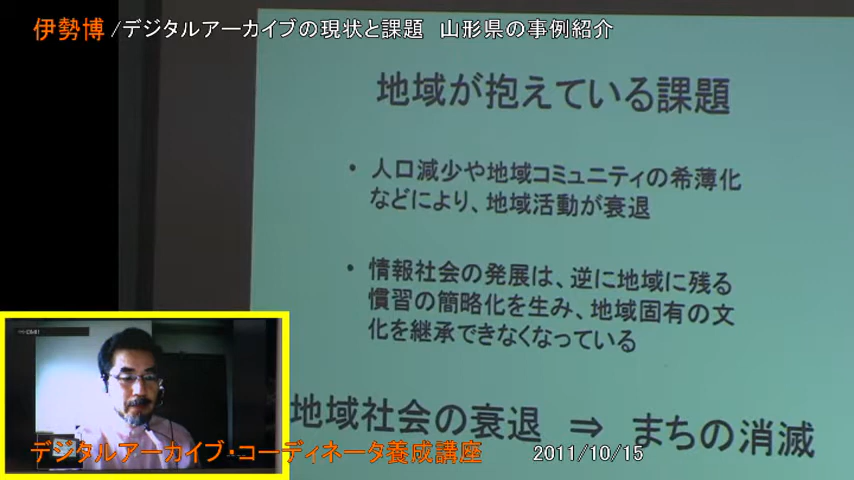 伊勢博/デジタルアーカイブの現状と課題 山形県の事例紹介
地域が抱えている課題
• 人口減少や地域コミュニティの希薄化
などにより、地域活動が衰退
• 情報社会の発展は、逆に地域に残る
慣習の簡略化を生み、地域固有の文
化を継承できなくなっている
地域社会の衰退 ⇒ まちの消滅
デジタルアーカイブ・コーディネータ養成講座 2011/10/15